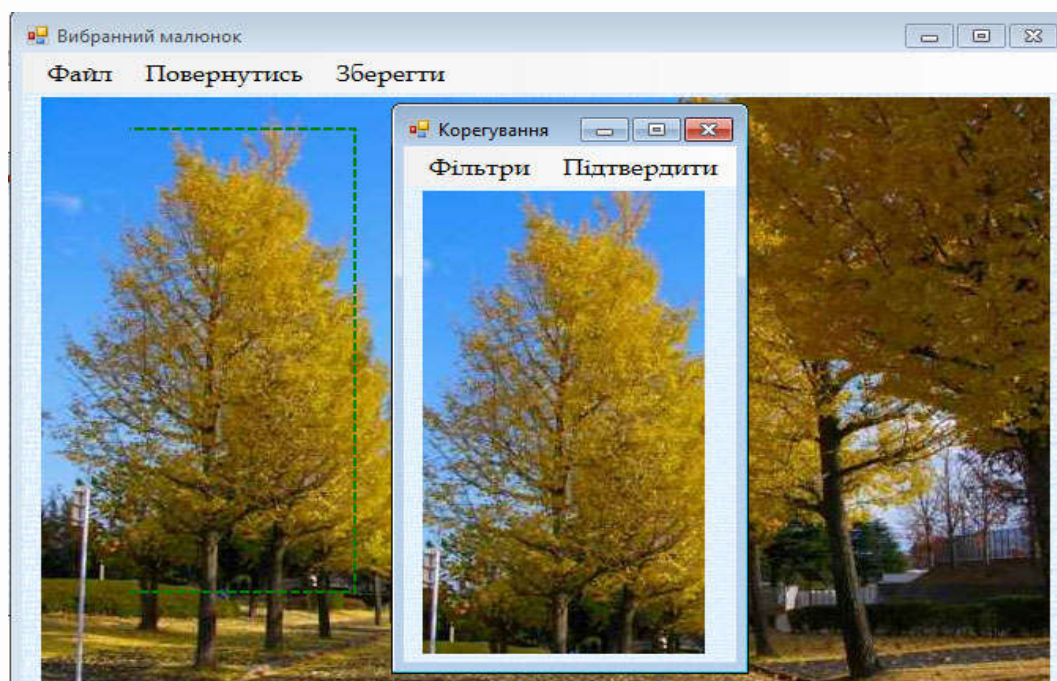 Вибранний малюнок
Файл Повернутись Зберегти
Корегування
Фільтри Підтвердити